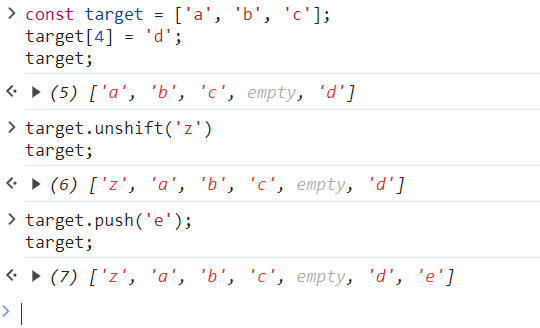 > const target = ['a', 'b', 'c'];
target[4] = 'd';
target;
(5) ['a', 'b', 'c', empty, 'd']
> target.unshift('z')
target;
(6) ['z', 'a', 'b', 'c', empty, 'd']
> target.push('e');
target;
(7) ['z', 'a', 'b', 'c', empty, 'd', 'e']
>